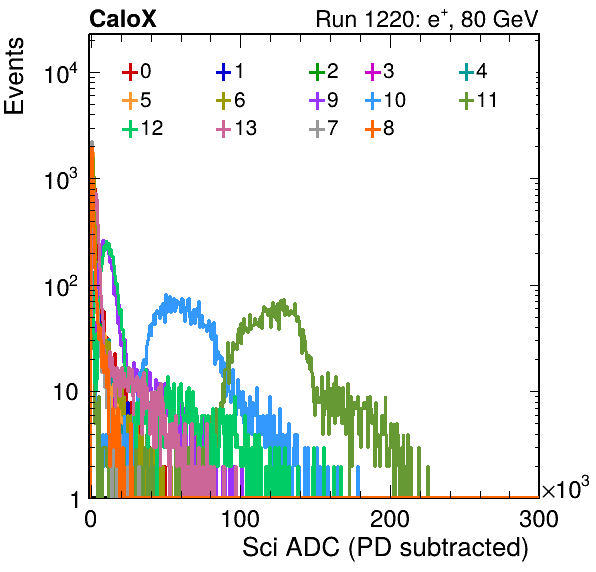 CaloX Run 1220: e⁺, 80 GeV
Events
10⁴
10³
10²
10
1
0 1 2 3 4
5 6 9 10 11
12 13 7 8
0 100 200 300
×10³
Sci ADC (PD subtracted)